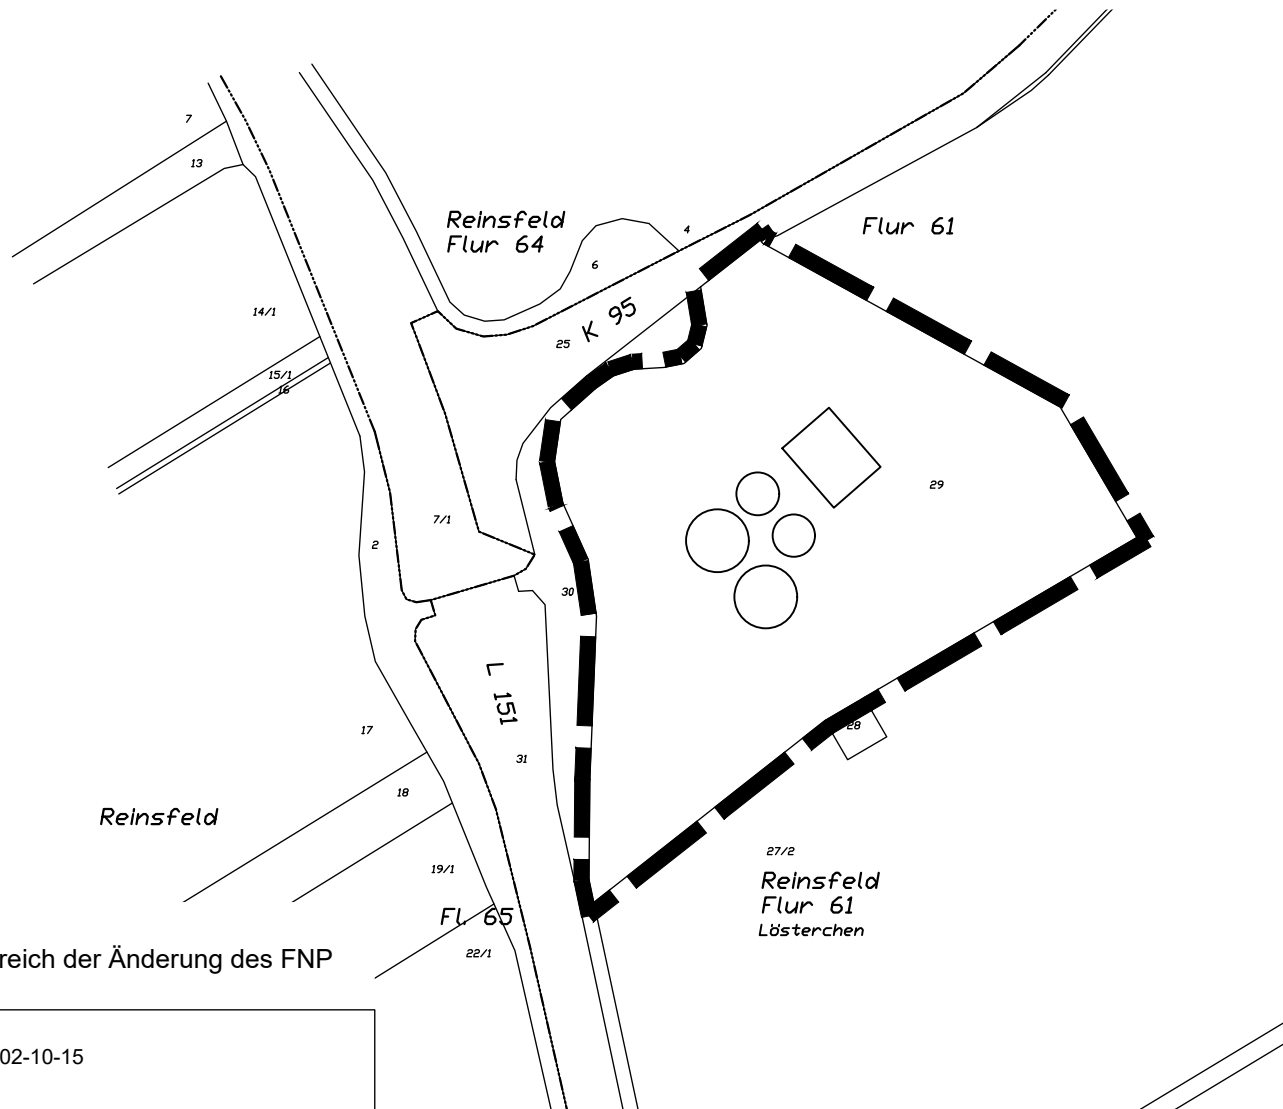 7
13
Reinsfeld
Flur 64
4
Flur 61
6
14/1
K 95
25
15/1
16
29
7/1
2
30
L 151
17
28
31
18
Reinsfeld
27/2
19/1
Reinsfeld
Flur 61
Fl. 65
Lösterchen
22/1
reich der Änderung des FNP
02-10-15